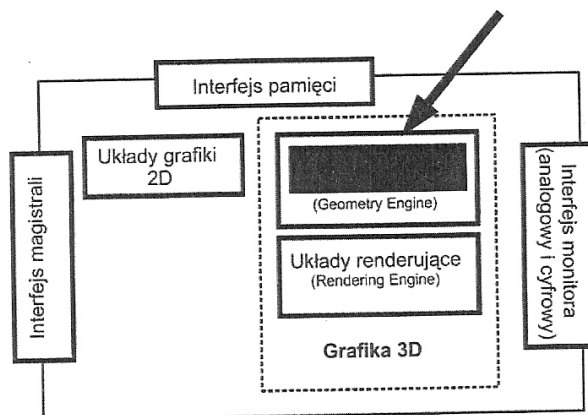 Interfejs pamięci
Układy grafiki
2D
(Geometry Engine)
Układy renderujące
(Rendering Engine)
Grafika 3D
Interfejs magistrali
Interfejs monitora
(analogowy i cyfrowy)